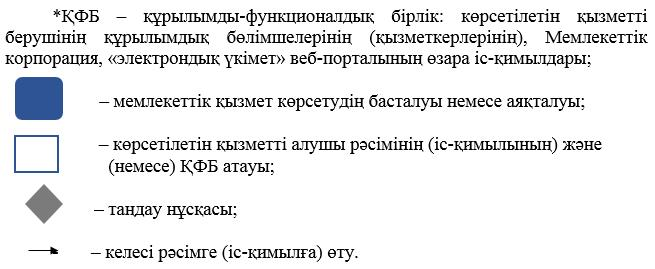 *ҚФБ – құрылымды-функционалдық бірлік: көрсетілетін қызметті
берушінің құрылымдық бөлімшелерінің (қызметкерлерінің), Мемлекеттік
корпорация, «электрондық үкімет» веб-порталының өзара іс-қимылдары;
– мемлекеттік қызмет көрсетудің басталуы немесе аяқталуы;
– көрсетілетін қызметті алушы рәсімінің (іс-қимылының) және
(немесе) ҚФБ атауы;
– таңдау нұсқасы;
– келесі рәсімге (іс-қимылға) өту.